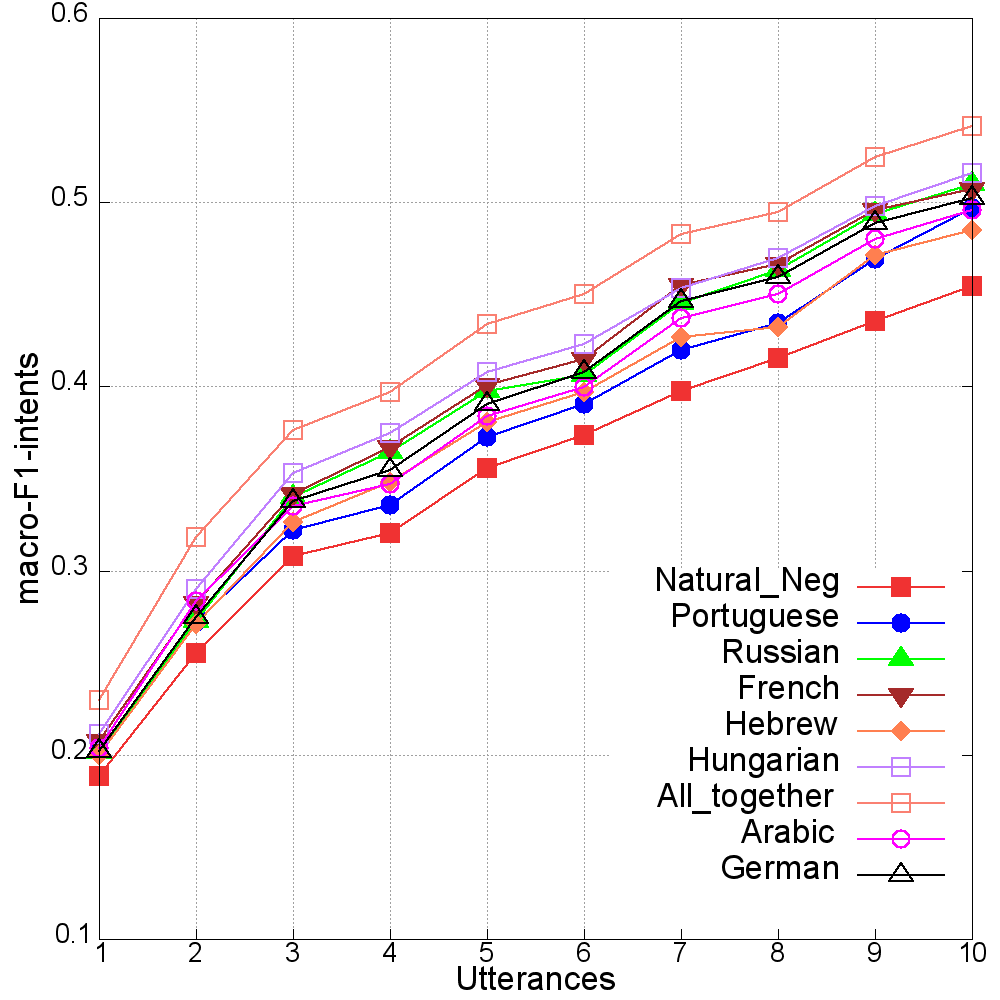 0.6
0.5
0.4
0.3
0.2
0.1
macro-F1-intents
Natural_Neg
Portuguese
Russian
French
Hebrew
Hungarian
All_together
Arabic
German
1 2 3 4 5 6 7 8 9 10
Utterances